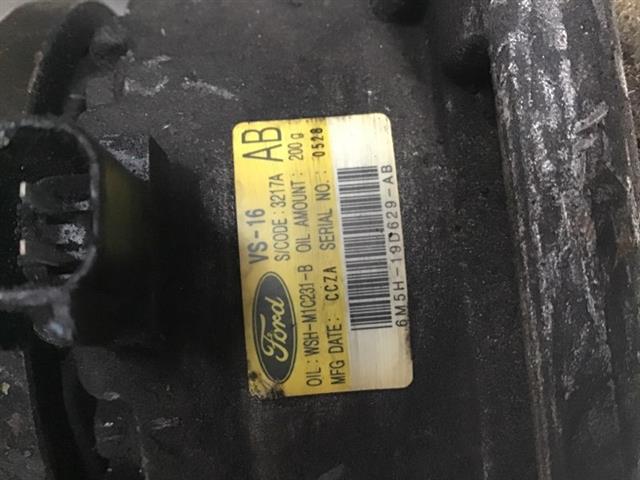 Ford
VS-16
S/CODE: 3217A
AB
OIL: WSH-M1C231-B OIL AMOUNT: 200 g
MFG DATE: CCZA SERIAL NO.: 0528
6M5H-19D629-AB